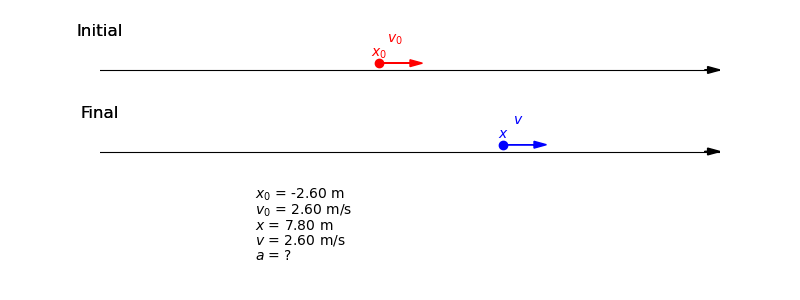 Initial
v₀
x₀
Final
v
x
x₀ = -2.60 m
v₀ = 2.60 m/s
x = 7.80 m
v = 2.60 m/s
a = ?